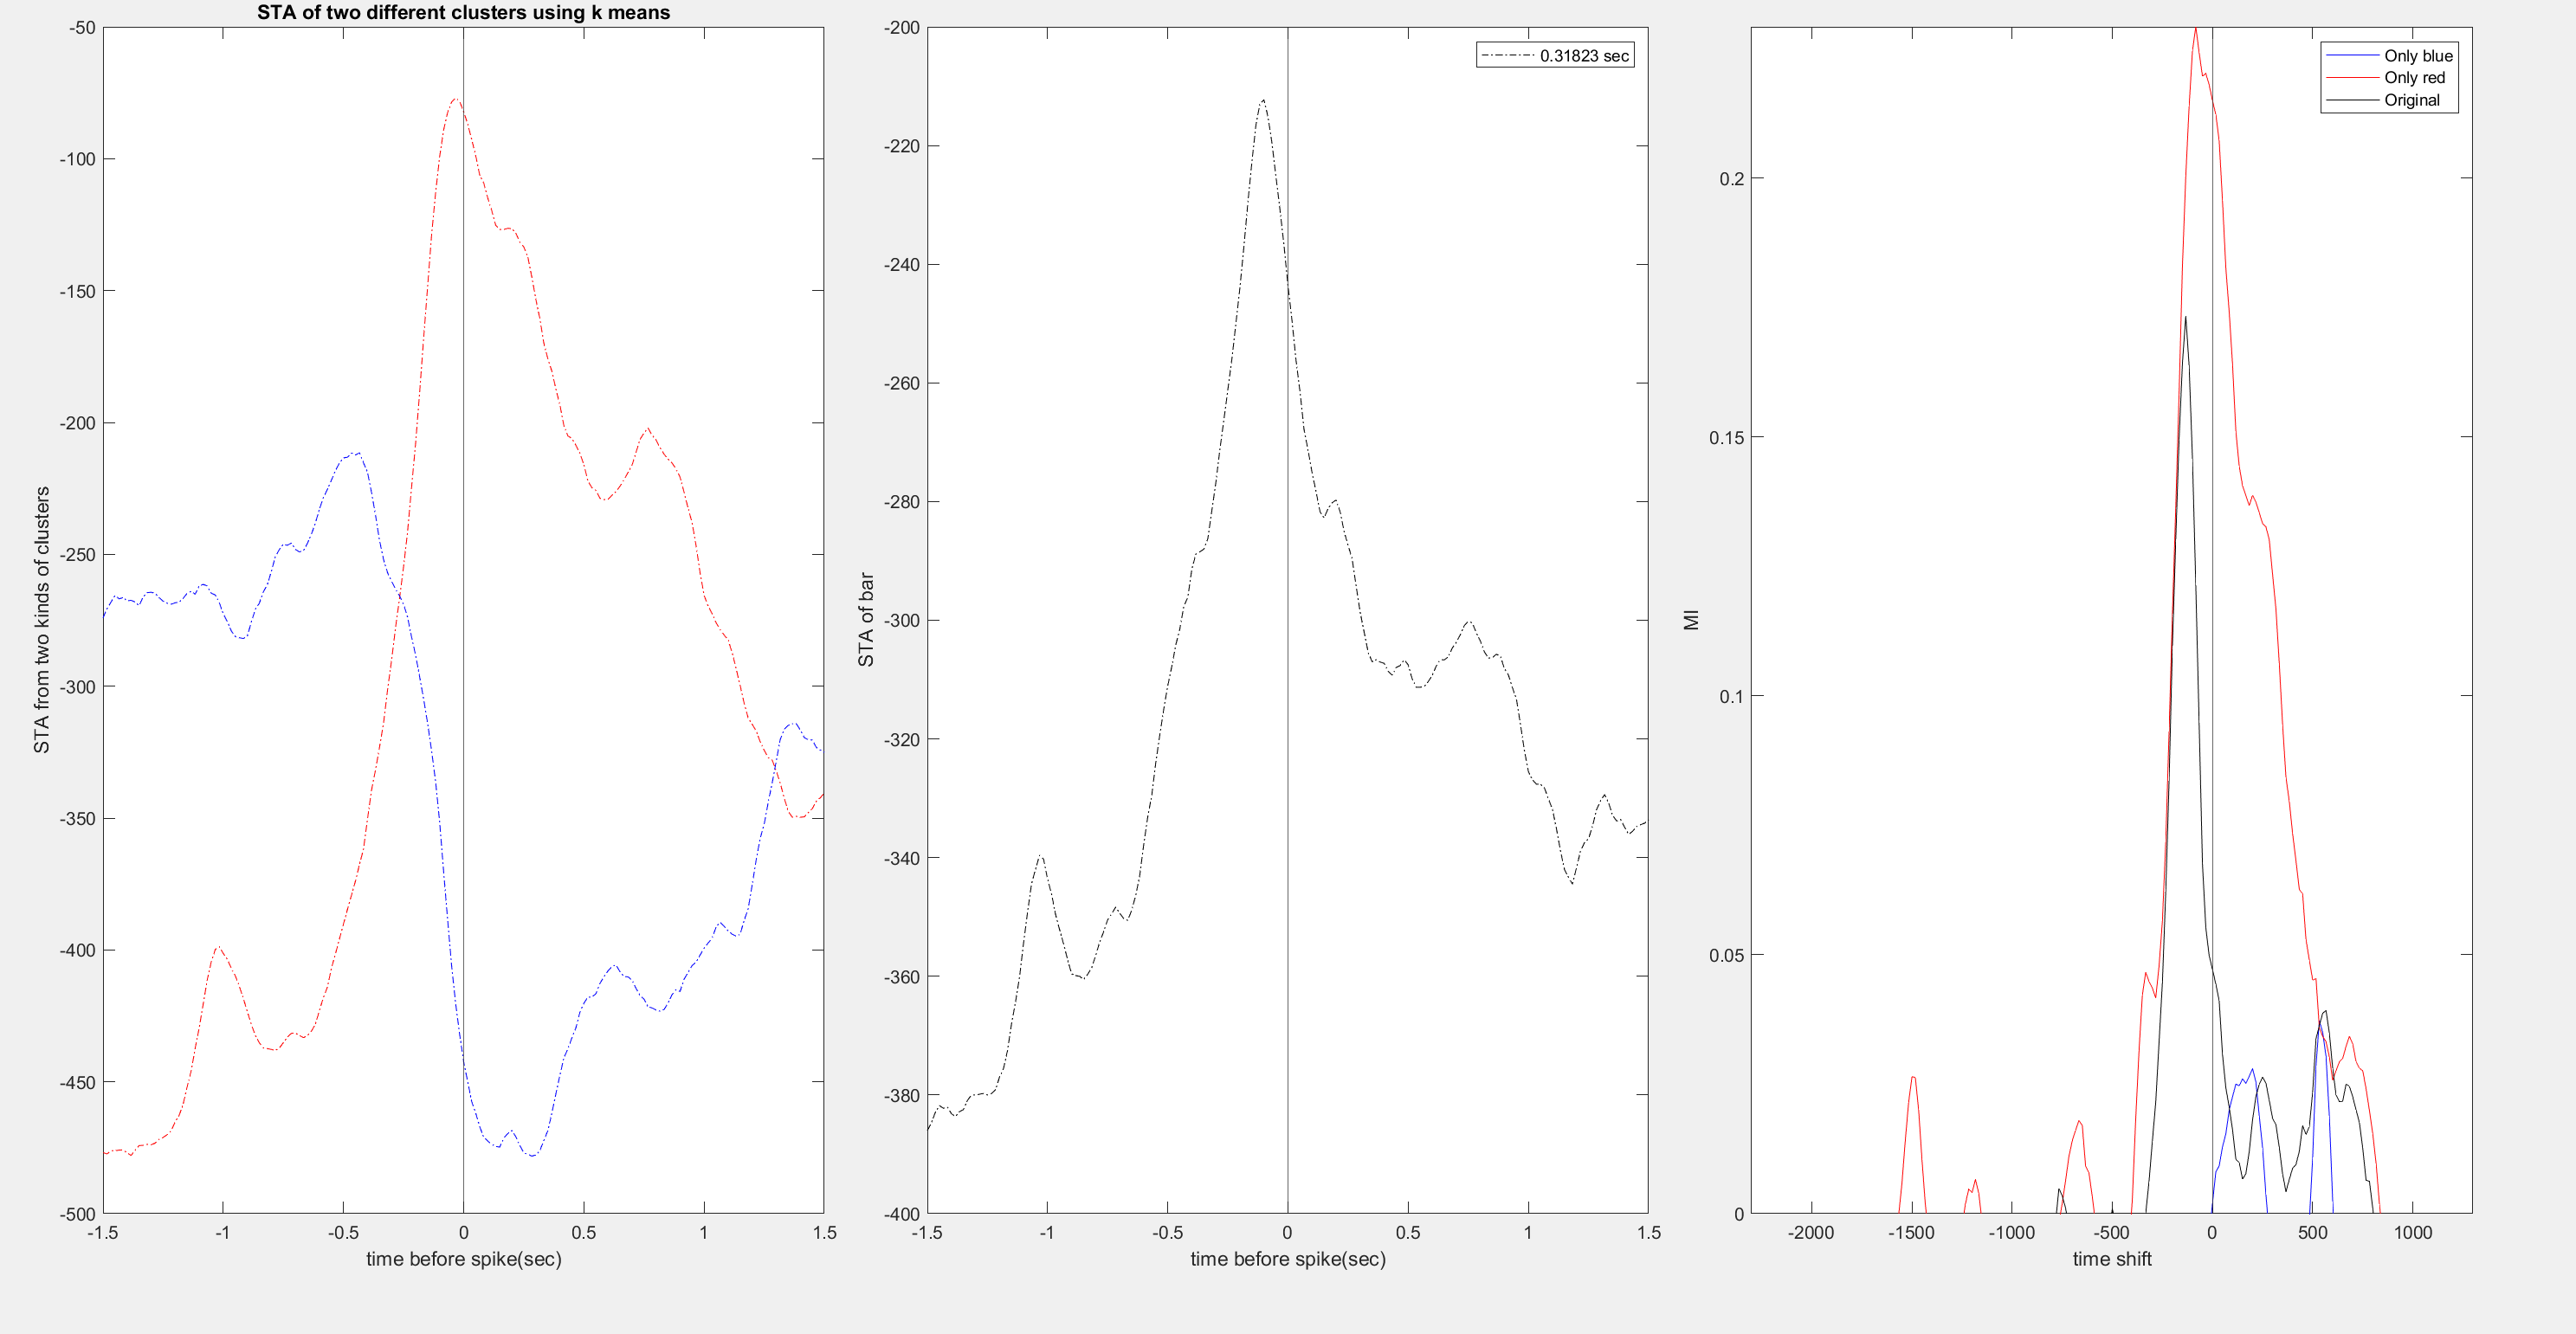 STA of two different clusters using k means
-50
-100
-150
-200
-250
-300
-350
-400
-450
-500
STA from two kinds of clusters
-1.5 -1 -0.5 0 0.5 1 1.5
time before spike(sec)
-200
-220
-240
-260
-280
-300
-320
-340
-360
-380
-400
STA of bar
0.31823 sec
-1.5 -1 -0.5 0 0.5 1 1.5
time before spike(sec)
0.2
0.15
0.1
0.05
0
MI
Only blue
Only red
Original
-2000 -1500 -1000 -500 0 500 1000
time shift